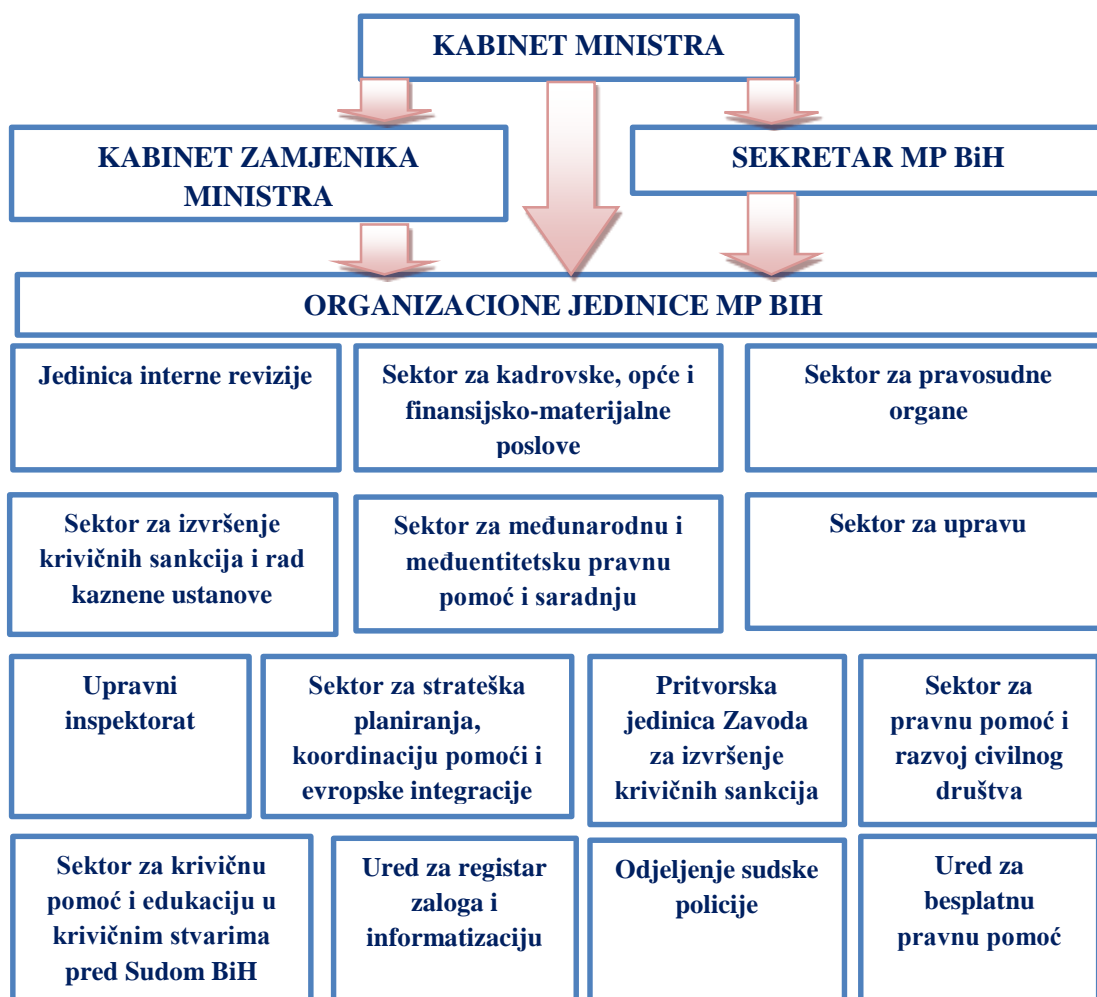 KABINET MINISTRA
KABINET ZAMJENIKA
MINISTRA
SEKRETAR MP BiH
ORGANIZACIONE JEDINICE MP BIH
Jedinica interne revizije
Sektor za kadrovske, opće i
finansijsko-materijalne
poslove
Sektor za pravosudne
organe
Sektor za izvršenje
krivičnih sankcija i rad
kaznene ustanove
Sektor za međunarodnu i
međuentitetsku pravnu
pomoć i saradnju
Sektor za upravu
Upravni
inspektorat
Sektor za strateška
planiranja,
koordinaciju pomoći i
evropske integracije
Pritvorska
jedinica Zavoda
za izvršenje
krivičnih sankcija
Sektor za
pravnu pomoć i
razvoj civilnog
društva
Sektor za krivičnu
pomoć i edukaciju u
krivičnim stvarima
pred Sudom BiH
Ured za registar
zaloga i
informatizaciju
Odjeljenje sudske
policije
Ured za
besplatnu
pravnu pomoć